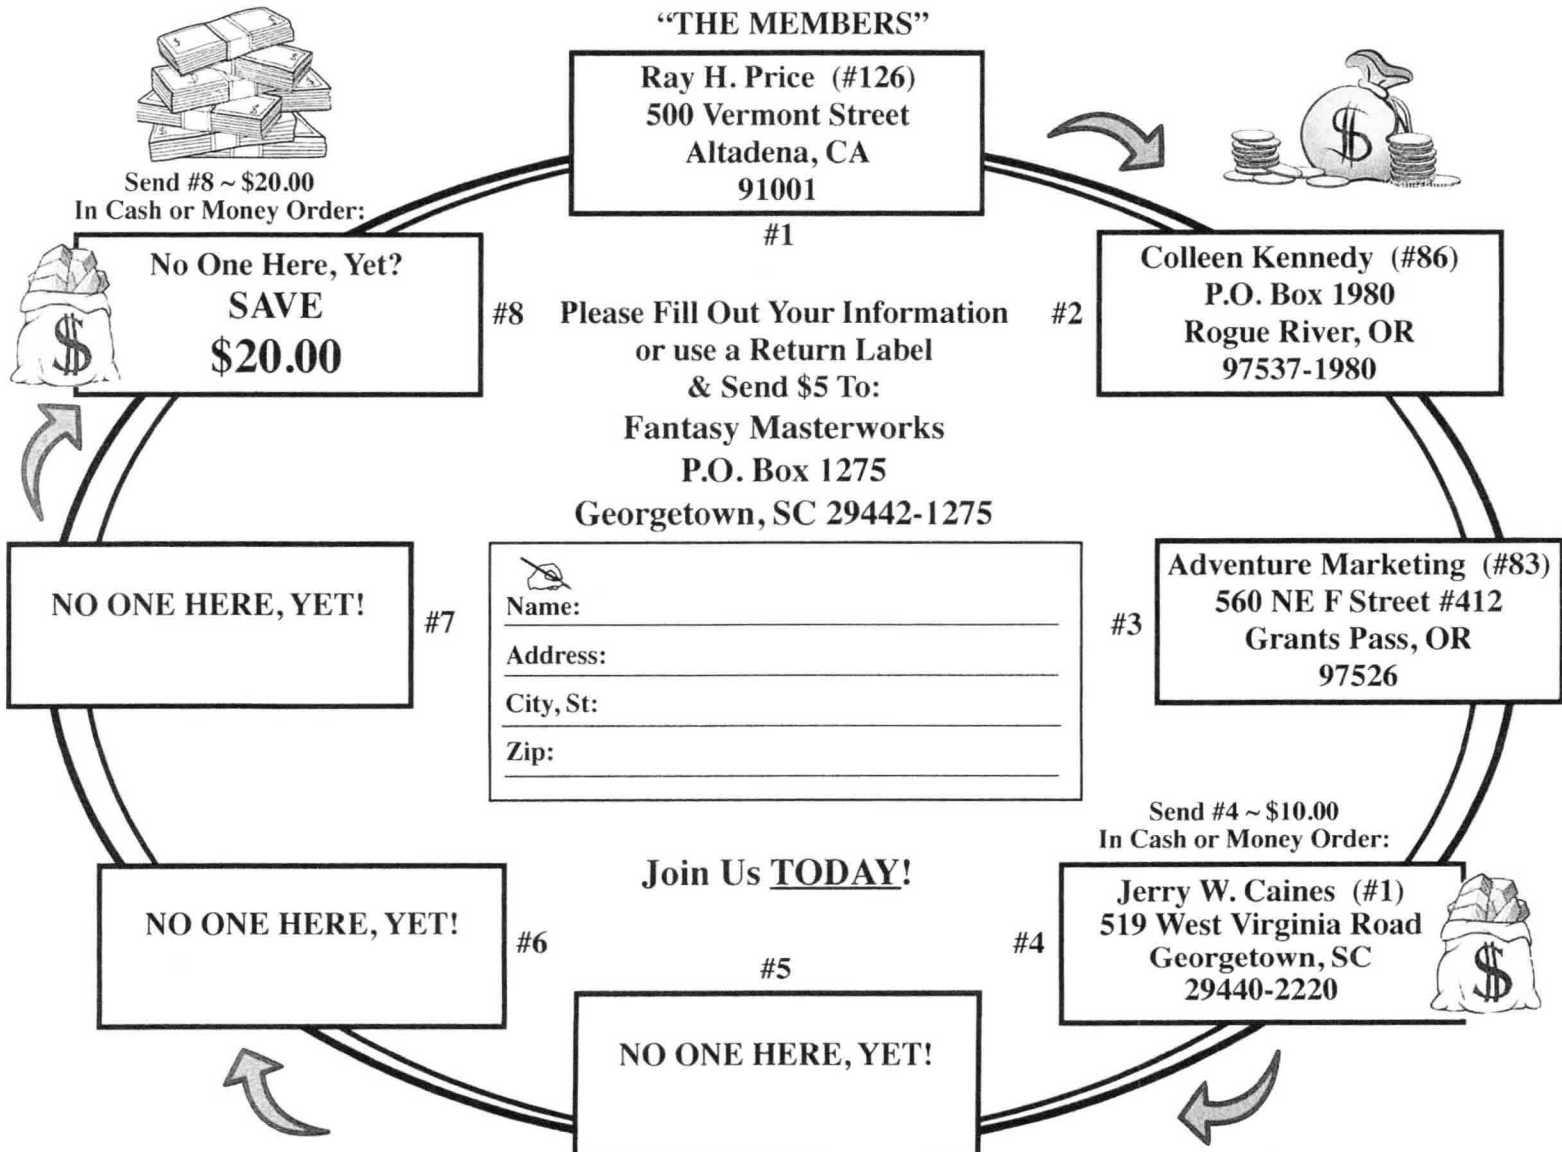 “THE MEMBERS”
Ray H. Price (#126)
500 Vermont Street
Altadena, CA
91001
#1
Send #8 ~ $20.00
In Cash or Money Order:
No One Here, Yet?
SAVE
$20.00
#8
$
Please Fill Out Your Information
or use a Return Label
& Send $5 To:
Fantasy Masterworks
P.O. Box 1275
Georgetown, SC 29442-1275
#2
Colleen Kennedy (#86)
P.O. Box 1980
Rogue River, OR
97537-1980
$
NO ONE HERE, YET!
#7
Name:
Address:
City, St:
Zip:
#3
Adventure Marketing (#83)
560 NE F Street #412
Grants Pass, OR
97526
Send #4 ~ $10.00
In Cash or Money Order:
Jerry W. Caines (#1)
519 West Virginia Road
Georgetown, SC
29440-2220
#4
$
Join Us TODAY!
NO ONE HERE, YET!
#6
#5
NO ONE HERE, YET!